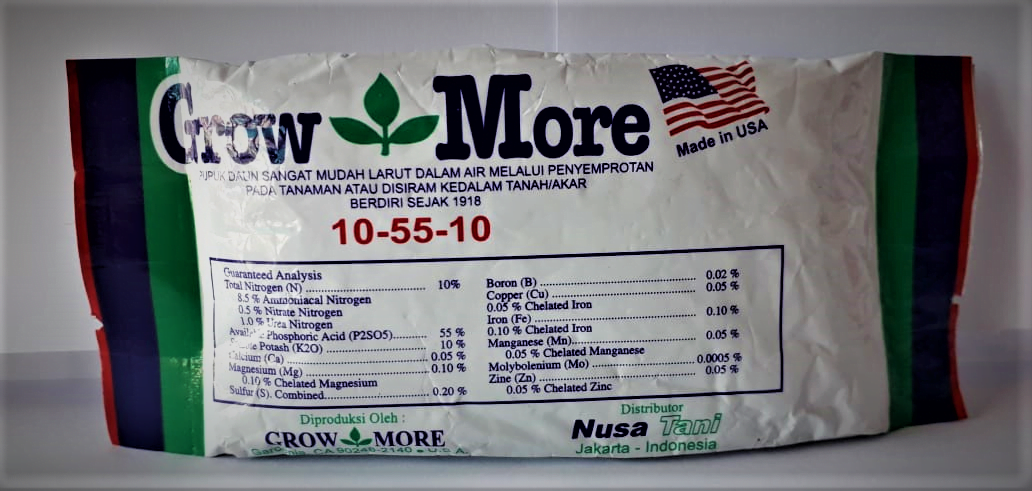 Grow More
Made in USA
PUPUK DAUN SANGAT MUDAH LARUT DALAM AIR MELALUI PENYEMPROTAN
PADA TANAMAN ATAU DISIRAM KEDALAM TANAH/AKAR
BERDIRI SEJAK 1918
10-55-10
Guaranteed Analysis
Total Nitrogen (N) 10%
8.5 % Ammoniacal Nitrogen
0.5 % Nitrate Nitrogen
1.0 % Urea Nitrogen
Phosphoric Acid (P2SO5) 55 %
Potash (K2O) 10 %
Calcium (Ca) 0.05 %
Magnesium (Mg) 0.10 %
0.10 % Chelated Magnesium
Sulfur (S). Combined 0.20 %
Boron (B) 0.02 %
Copper (Cu) 0.05 %
0.05 % Chelated Iron
Iron (Fe) 0.10 %
0.10 % Chelated Iron
Manganese (Mn) 0.05 %
0.05 % Chelated Manganese
Molybolenium (Mo) 0.0005 %
Zine (Zn) 0.05 %
0.05 % Chelated Zinc
Diproduksi Oleh :
GROW MORE
CA 90246-2140 • U.S.A.
Distributor
Nusa Tani
Jakarta - Indonesia